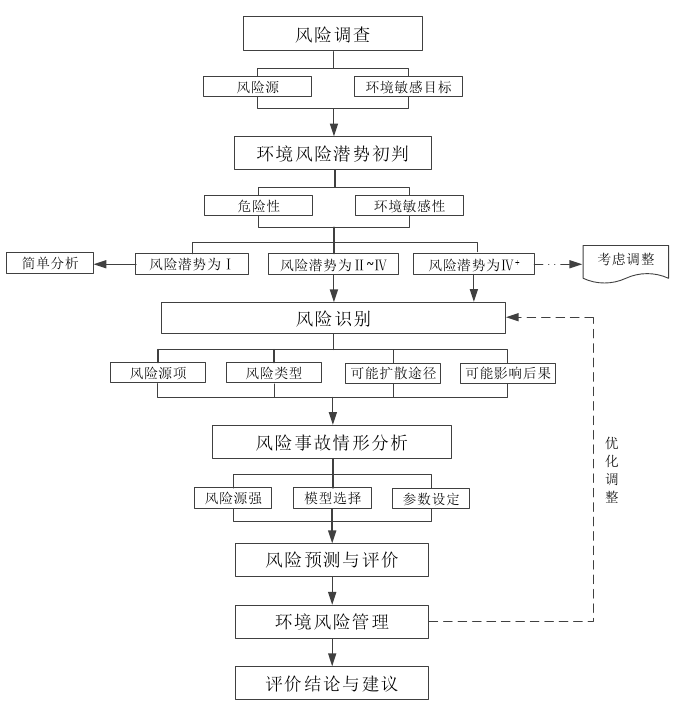 风险调查
风险源
环境敏感目标
环境风险潜势初判
危险性
环境敏感性
简单分析
风险潜势为Ⅰ
风险潜势为Ⅱ~Ⅳ
风险潜势为Ⅳ⁺
考虑调整
风险识别
风险源项
风险类型
可能扩散途径
可能影响后果
风险事故情形分析
优化调整
风险源强
模型选择
参数设定
风险预测与评价
环境风险管理
评价结论与建议